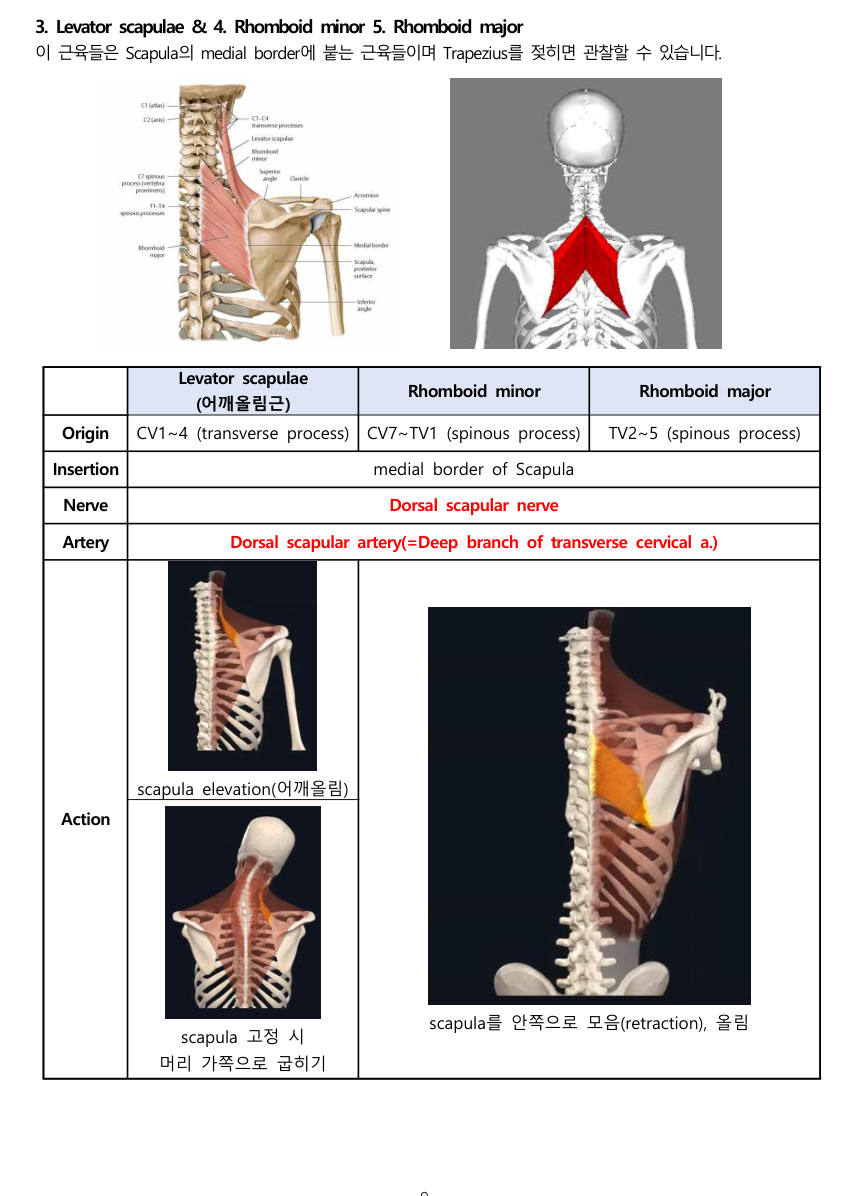 3. Levator scapulae & 4. Rhomboid minor 5. Rhomboid major
이 근육들은 Scapula의 medial border에 붙는 근육들이며 Trapezius를 젖히면 관찰할 수 있습니다.
C1 (atlas)
C2 (axis)
C1–C4
transverse processes
Levator scapulae
Rhomboid
minor
C7 spinous
process (vertebra
prominens)
Superior
angle
Clavicle
Acromion
T1–T4
spinous processes
Scapular spine
Rhomboid
major
Medial border
Scapula,
posterior
surface
Inferior
angle
Levator scapulae
(어깨올림근)
Rhomboid minor
Rhomboid major
Origin
CV1~4 (transverse process)
CV7~TV1 (spinous process)
TV2~5 (spinous process)
Insertion
medial border of Scapula
Nerve
Dorsal scapular nerve
Artery
Dorsal scapular artery(=Deep branch of transverse cervical a.)
Action
scapula elevation(어깨올림)
scapula 고정 시
머리 가쪽으로 굽히기
scapula를 안쪽으로 모음(retraction), 올림